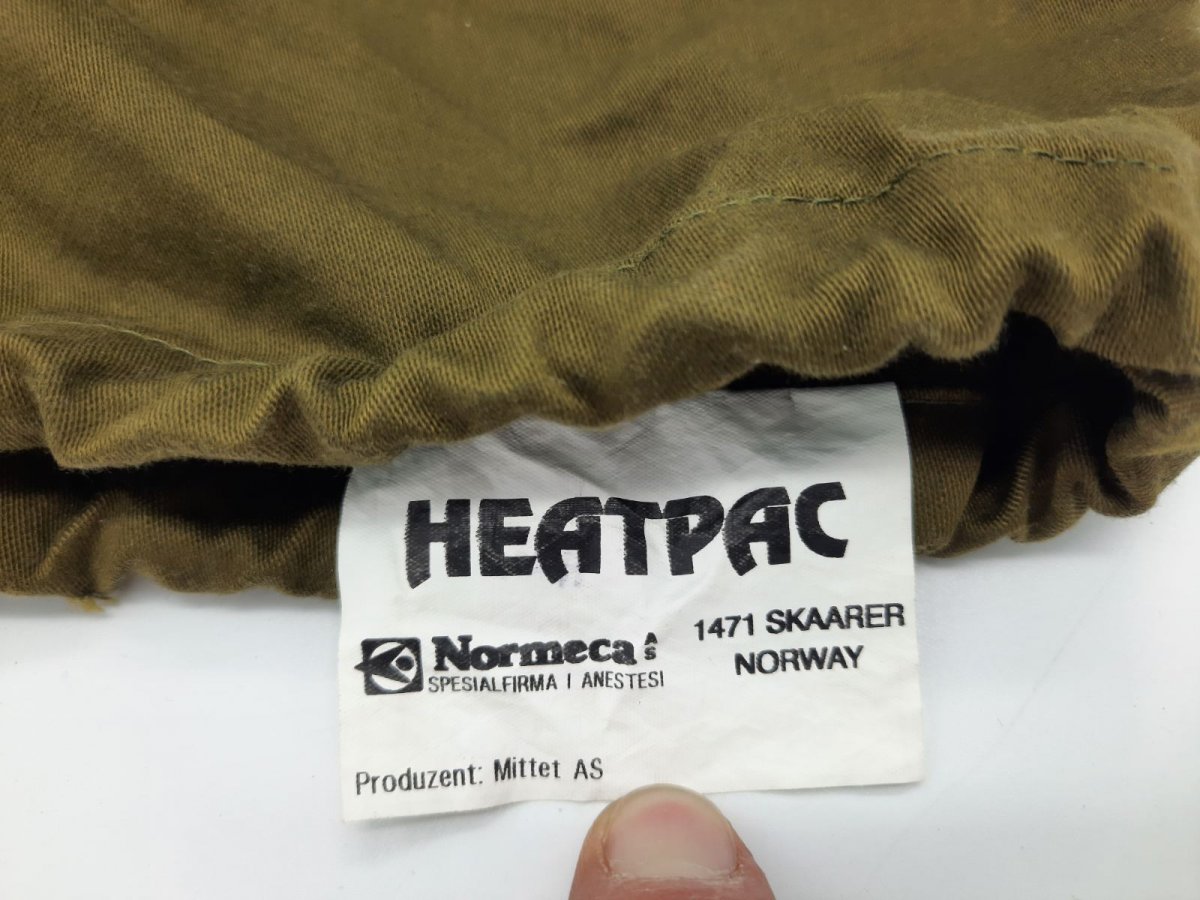 HEATPAC
Normeca AS
SPESIALFIRMA I ANESTESI
1471 SKAARER
NORWAY
Produzent: Mittet AS